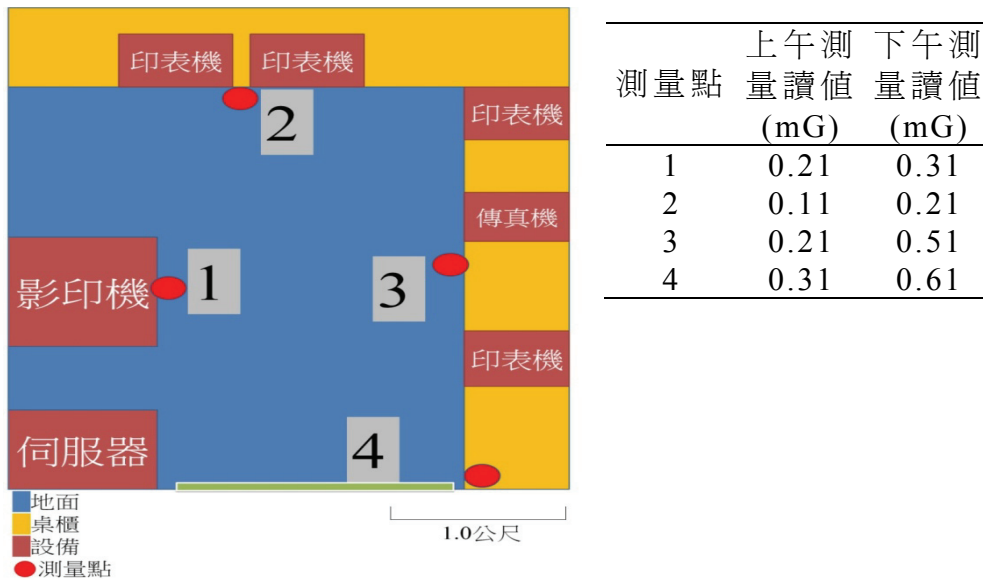 印表機 印表機
2
印表機
傳真機
影印機 1
3
印表機
伺服器
4
地面
桌櫃
設備
測量點
1.0公尺
測量點 上午測量讀值(mG) 下午測量讀值(mG)
1 0.21 0.31
2 0.11 0.21
3 0.21 0.51
4 0.31 0.61